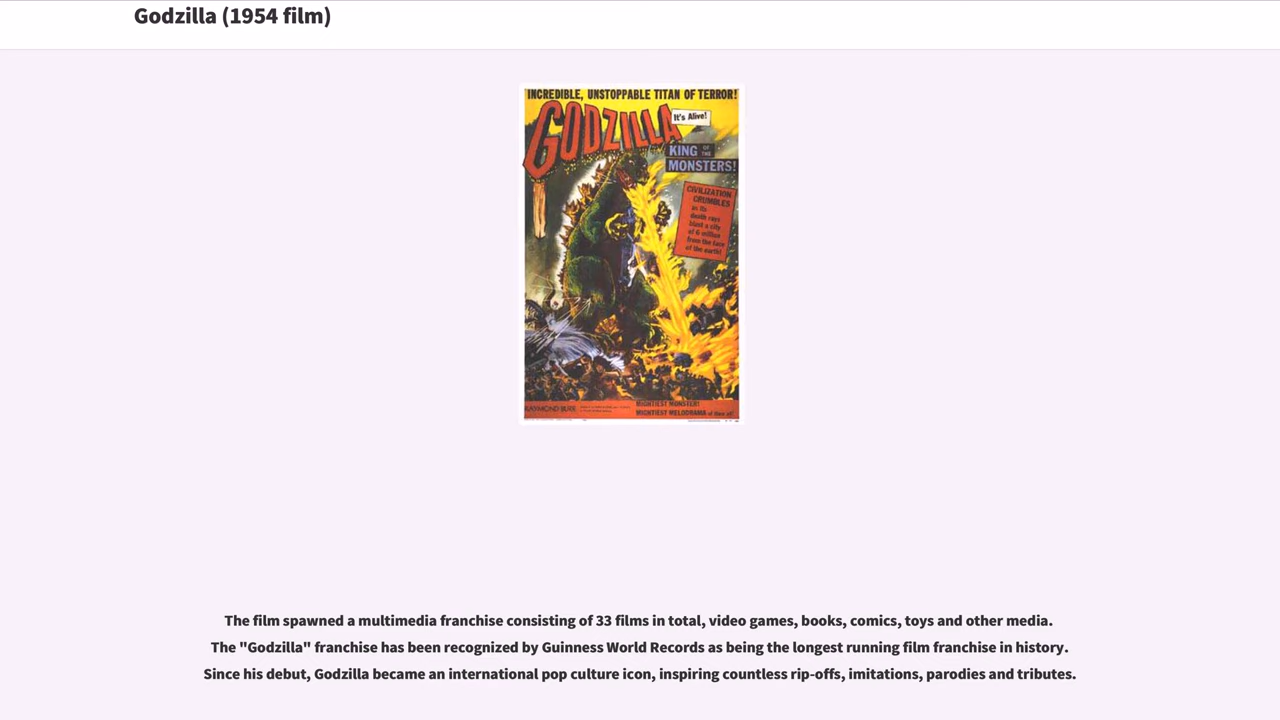 Godzilla (1954 film)
INCREDIBLE, UNSTOPPABLE TITAN OF TERROR!
GODZILLA
It's Alive!
KING OF THE
MONSTERS!
CIVILIZATION
CRUMBLES
as its
death rays
blast a city
of 6 million
from the face
of the earth!
RAYMOND BURR
MIGHTIEST MONSTER!
MIGHTIEST MELODRAMA of them all!
The film spawned a multimedia franchise consisting of 33 films in total, video games, books, comics, toys and other media.
The "Godzilla" franchise has been recognized by Guinness World Records as being the longest running film franchise in history.
Since his debut, Godzilla became an international pop culture icon, inspiring countless rip-offs, imitations, parodies and tributes.